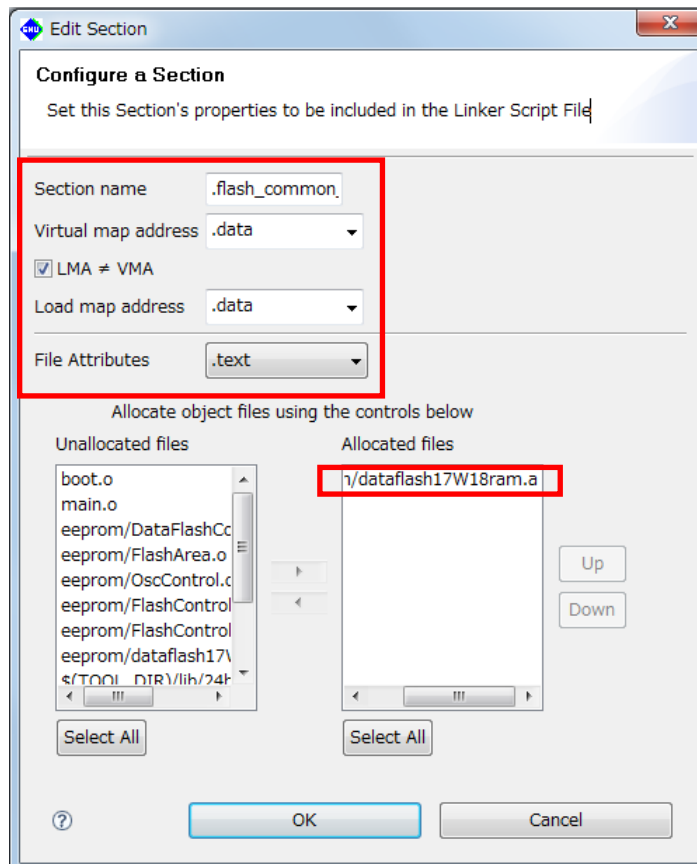 GNU Edit Section
Configure a Section
Set this Section's properties to be included in the Linker Script File
Section name .flash_common_
Virtual map address .data
LMA ≠ VMA
Load map address .data
File Attributes .text
Allocate object files using the controls below
Unallocated files Allocated files
boot.o
main.o
eeprom/DataFlashCo
eeprom/FlashArea.o
eeprom/OscControl.o
eeprom/FlashControl
eeprom/FlashControl
eeprom/dataflash17W
$(TOOL_DIR)/lib/24b
/dataflash17W18ram.a
Up
Down
Select All Select All
OK Cancel